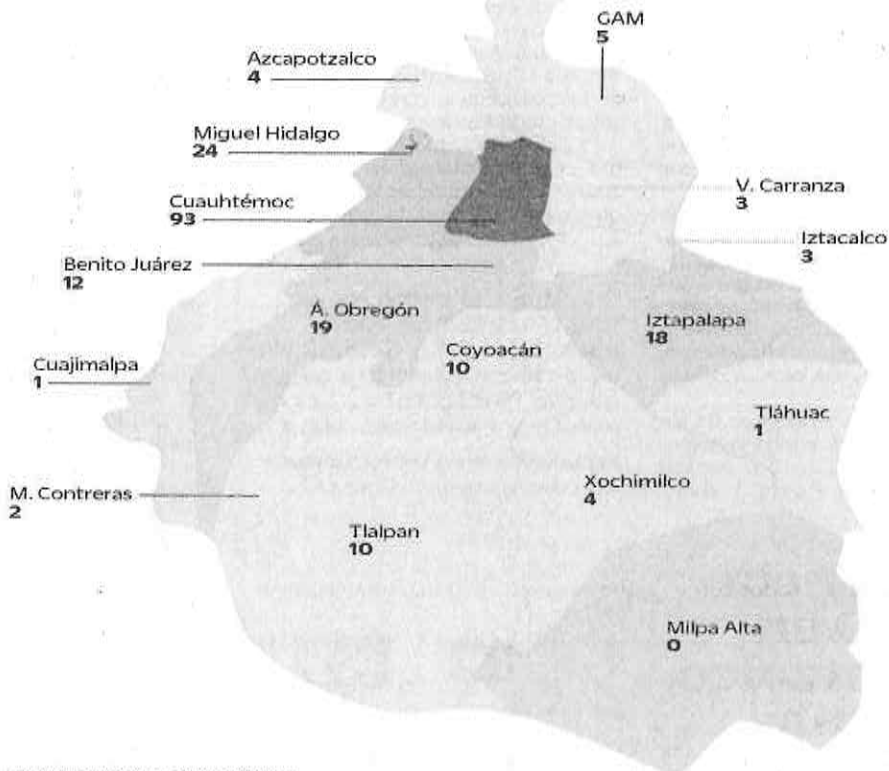 GAM
5
Azcapotzalco
4
Miguel Hidalgo
24
V. Carranza
3
Cuauhtémoc
93
Iztacalco
3
Benito Juárez
12
Á. Obregón
19
Iztapalapa
18
Coyoacán
10
Cuajimalpa
1
Tláhuac
1
Xochimilco
4
M. Contreras
2
Tlalpan
10
Milpa Alta
0